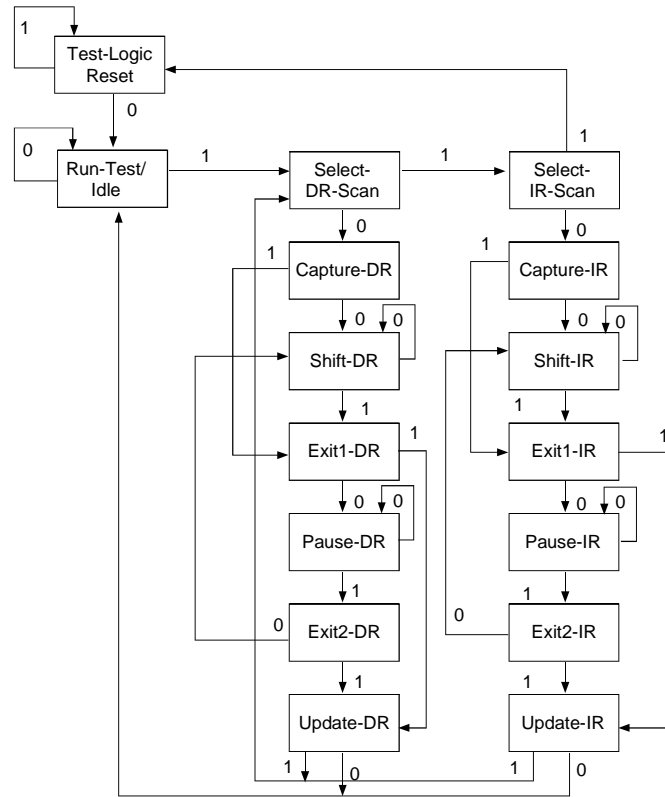 1
Test-Logic
Reset
0
0
Run-Test/
Idle
1
Select-
DR-Scan
1
Select-
IR-Scan
1
0
0
1
Capture-DR
1
Capture-IR
0
0
0
0
Shift-DR
Shift-IR
1
1
Exit1-DR
1
Exit1-IR
1
0
0
0
0
Pause-DR
Pause-IR
1
1
0
Exit2-DR
0
Exit2-IR
1
1
Update-DR
Update-IR
1
0
1
0